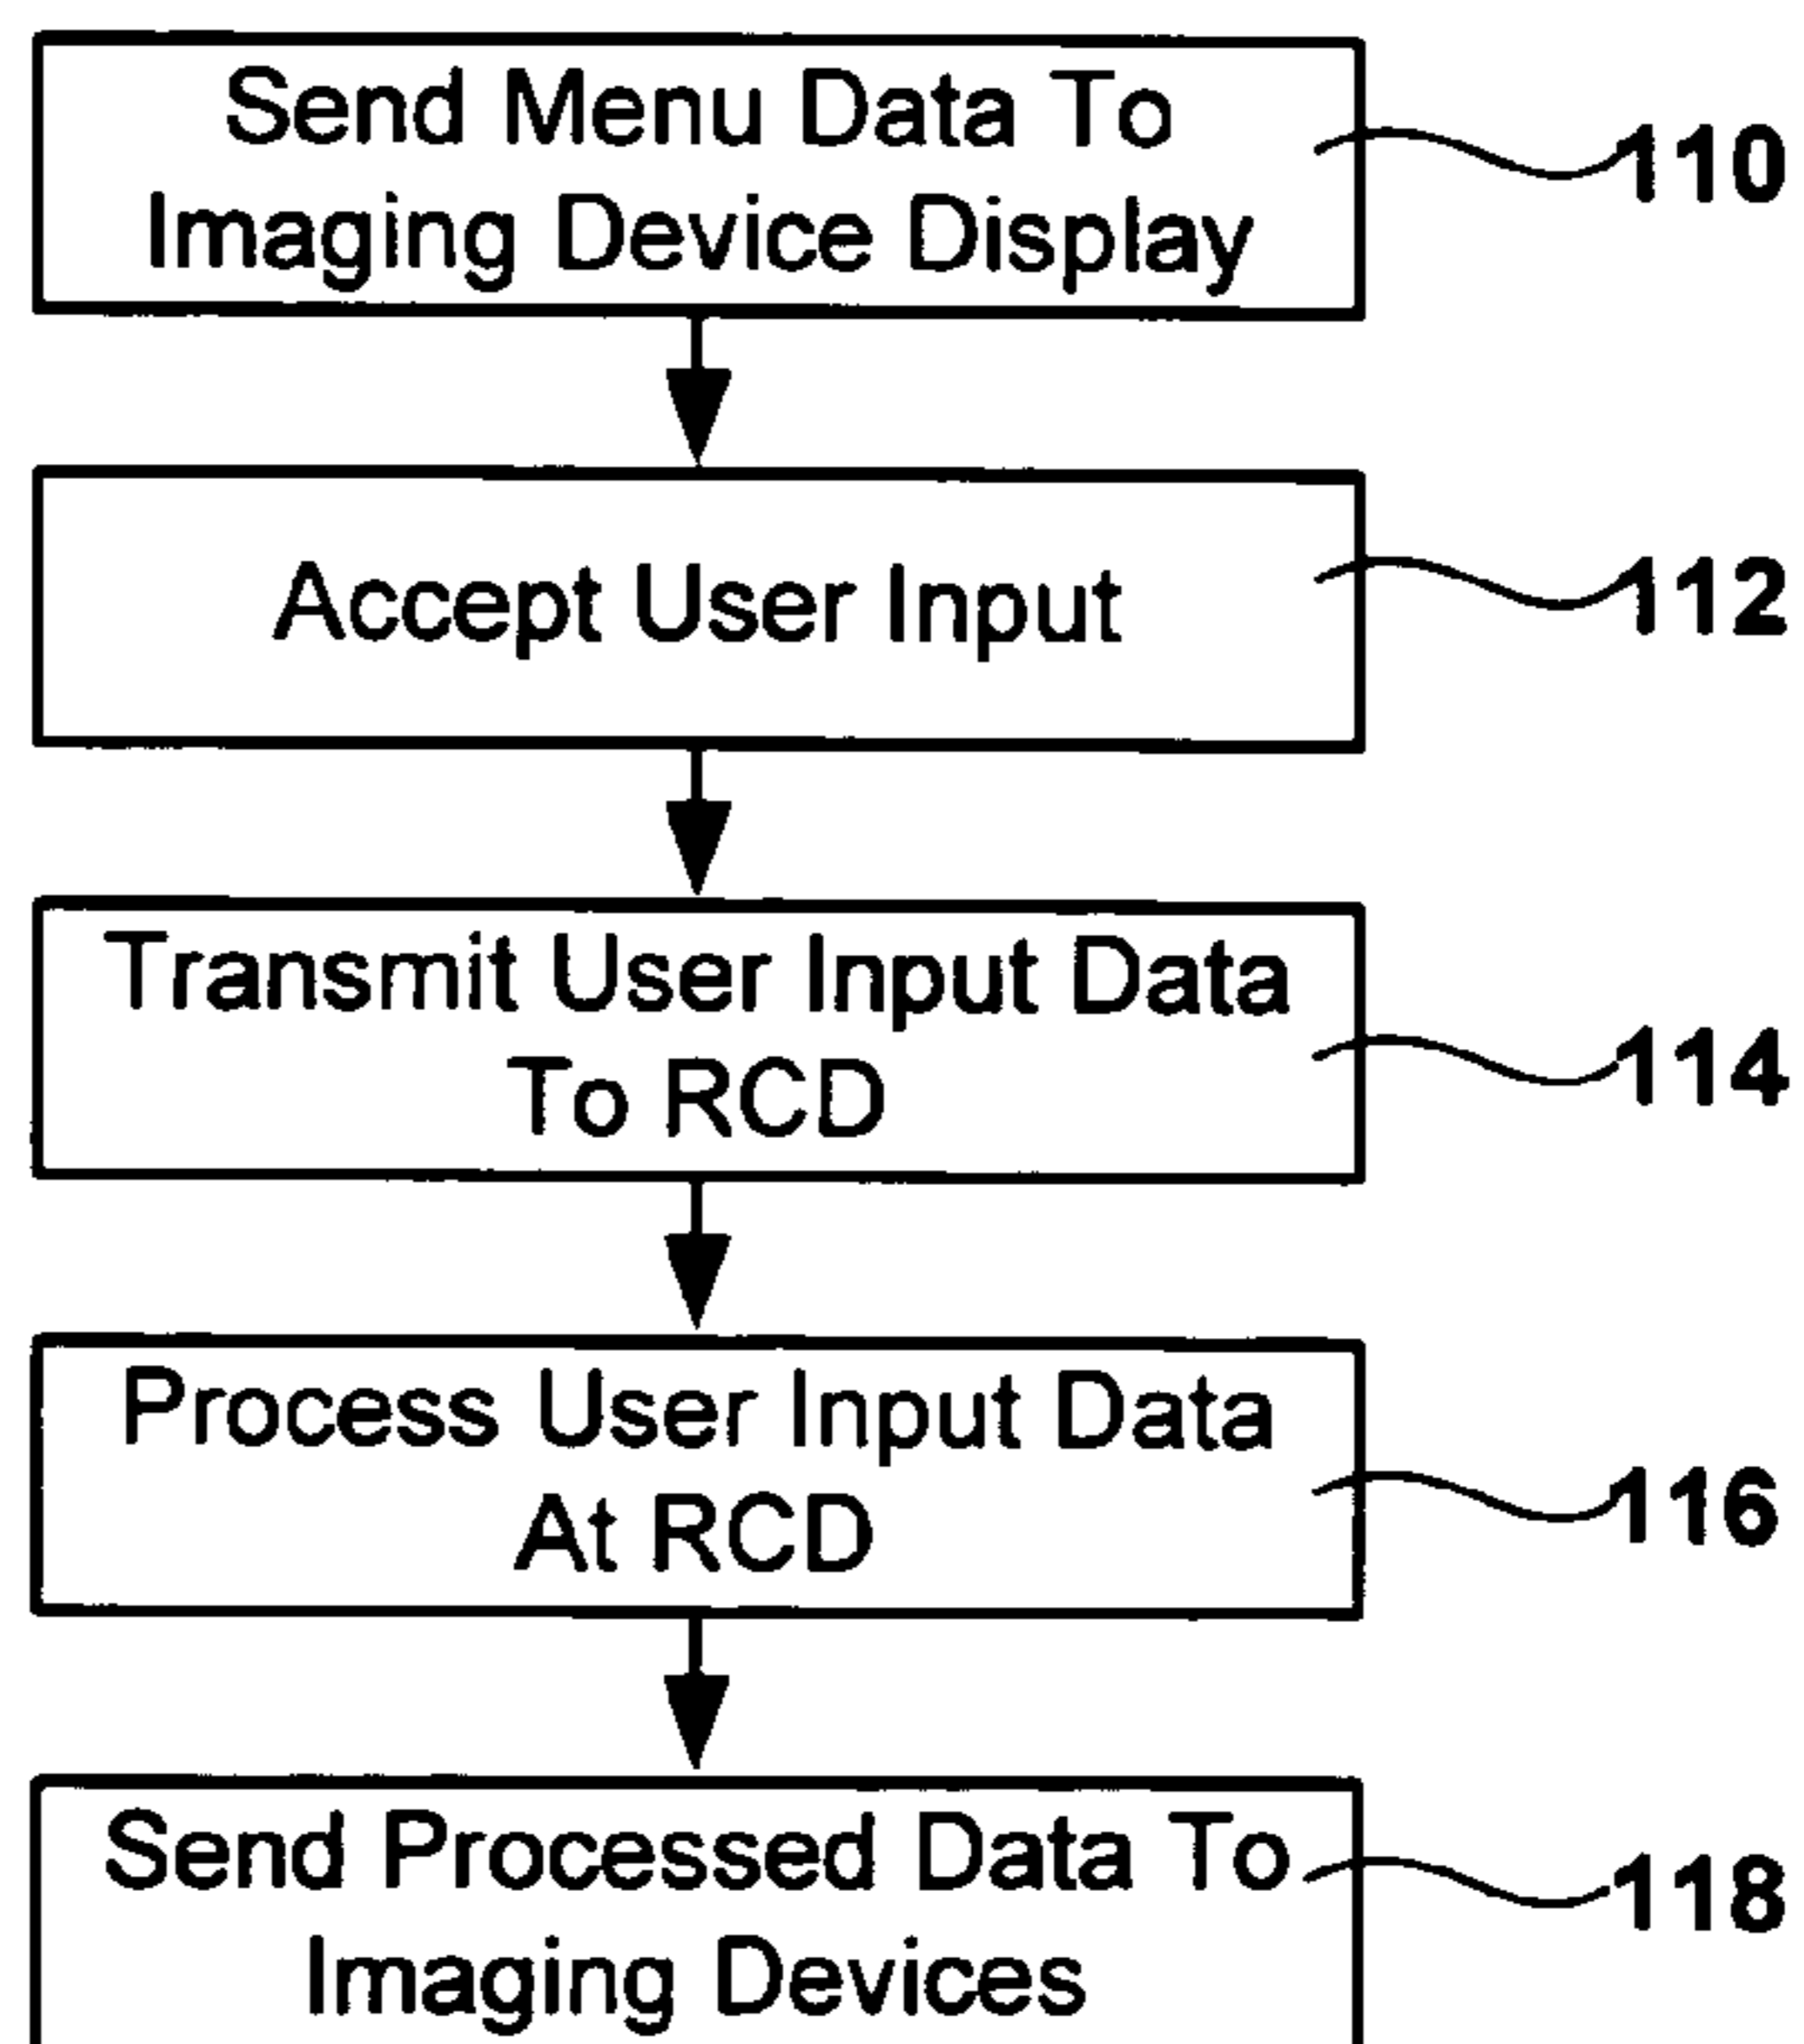 Send Menu Data To
Imaging Device Display
110
Accept User Input
112
Transmit User Input Data
To RCD
114
Process User Input Data
At RCD
116
Send Processed Data To
Imaging Devices
118